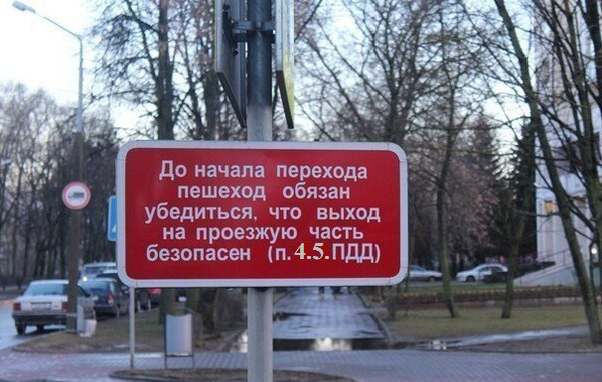 До начала перехода
пешеход обязан
убедиться, что выход
на проезжую часть
безопасен (п.4.5.ПДД)